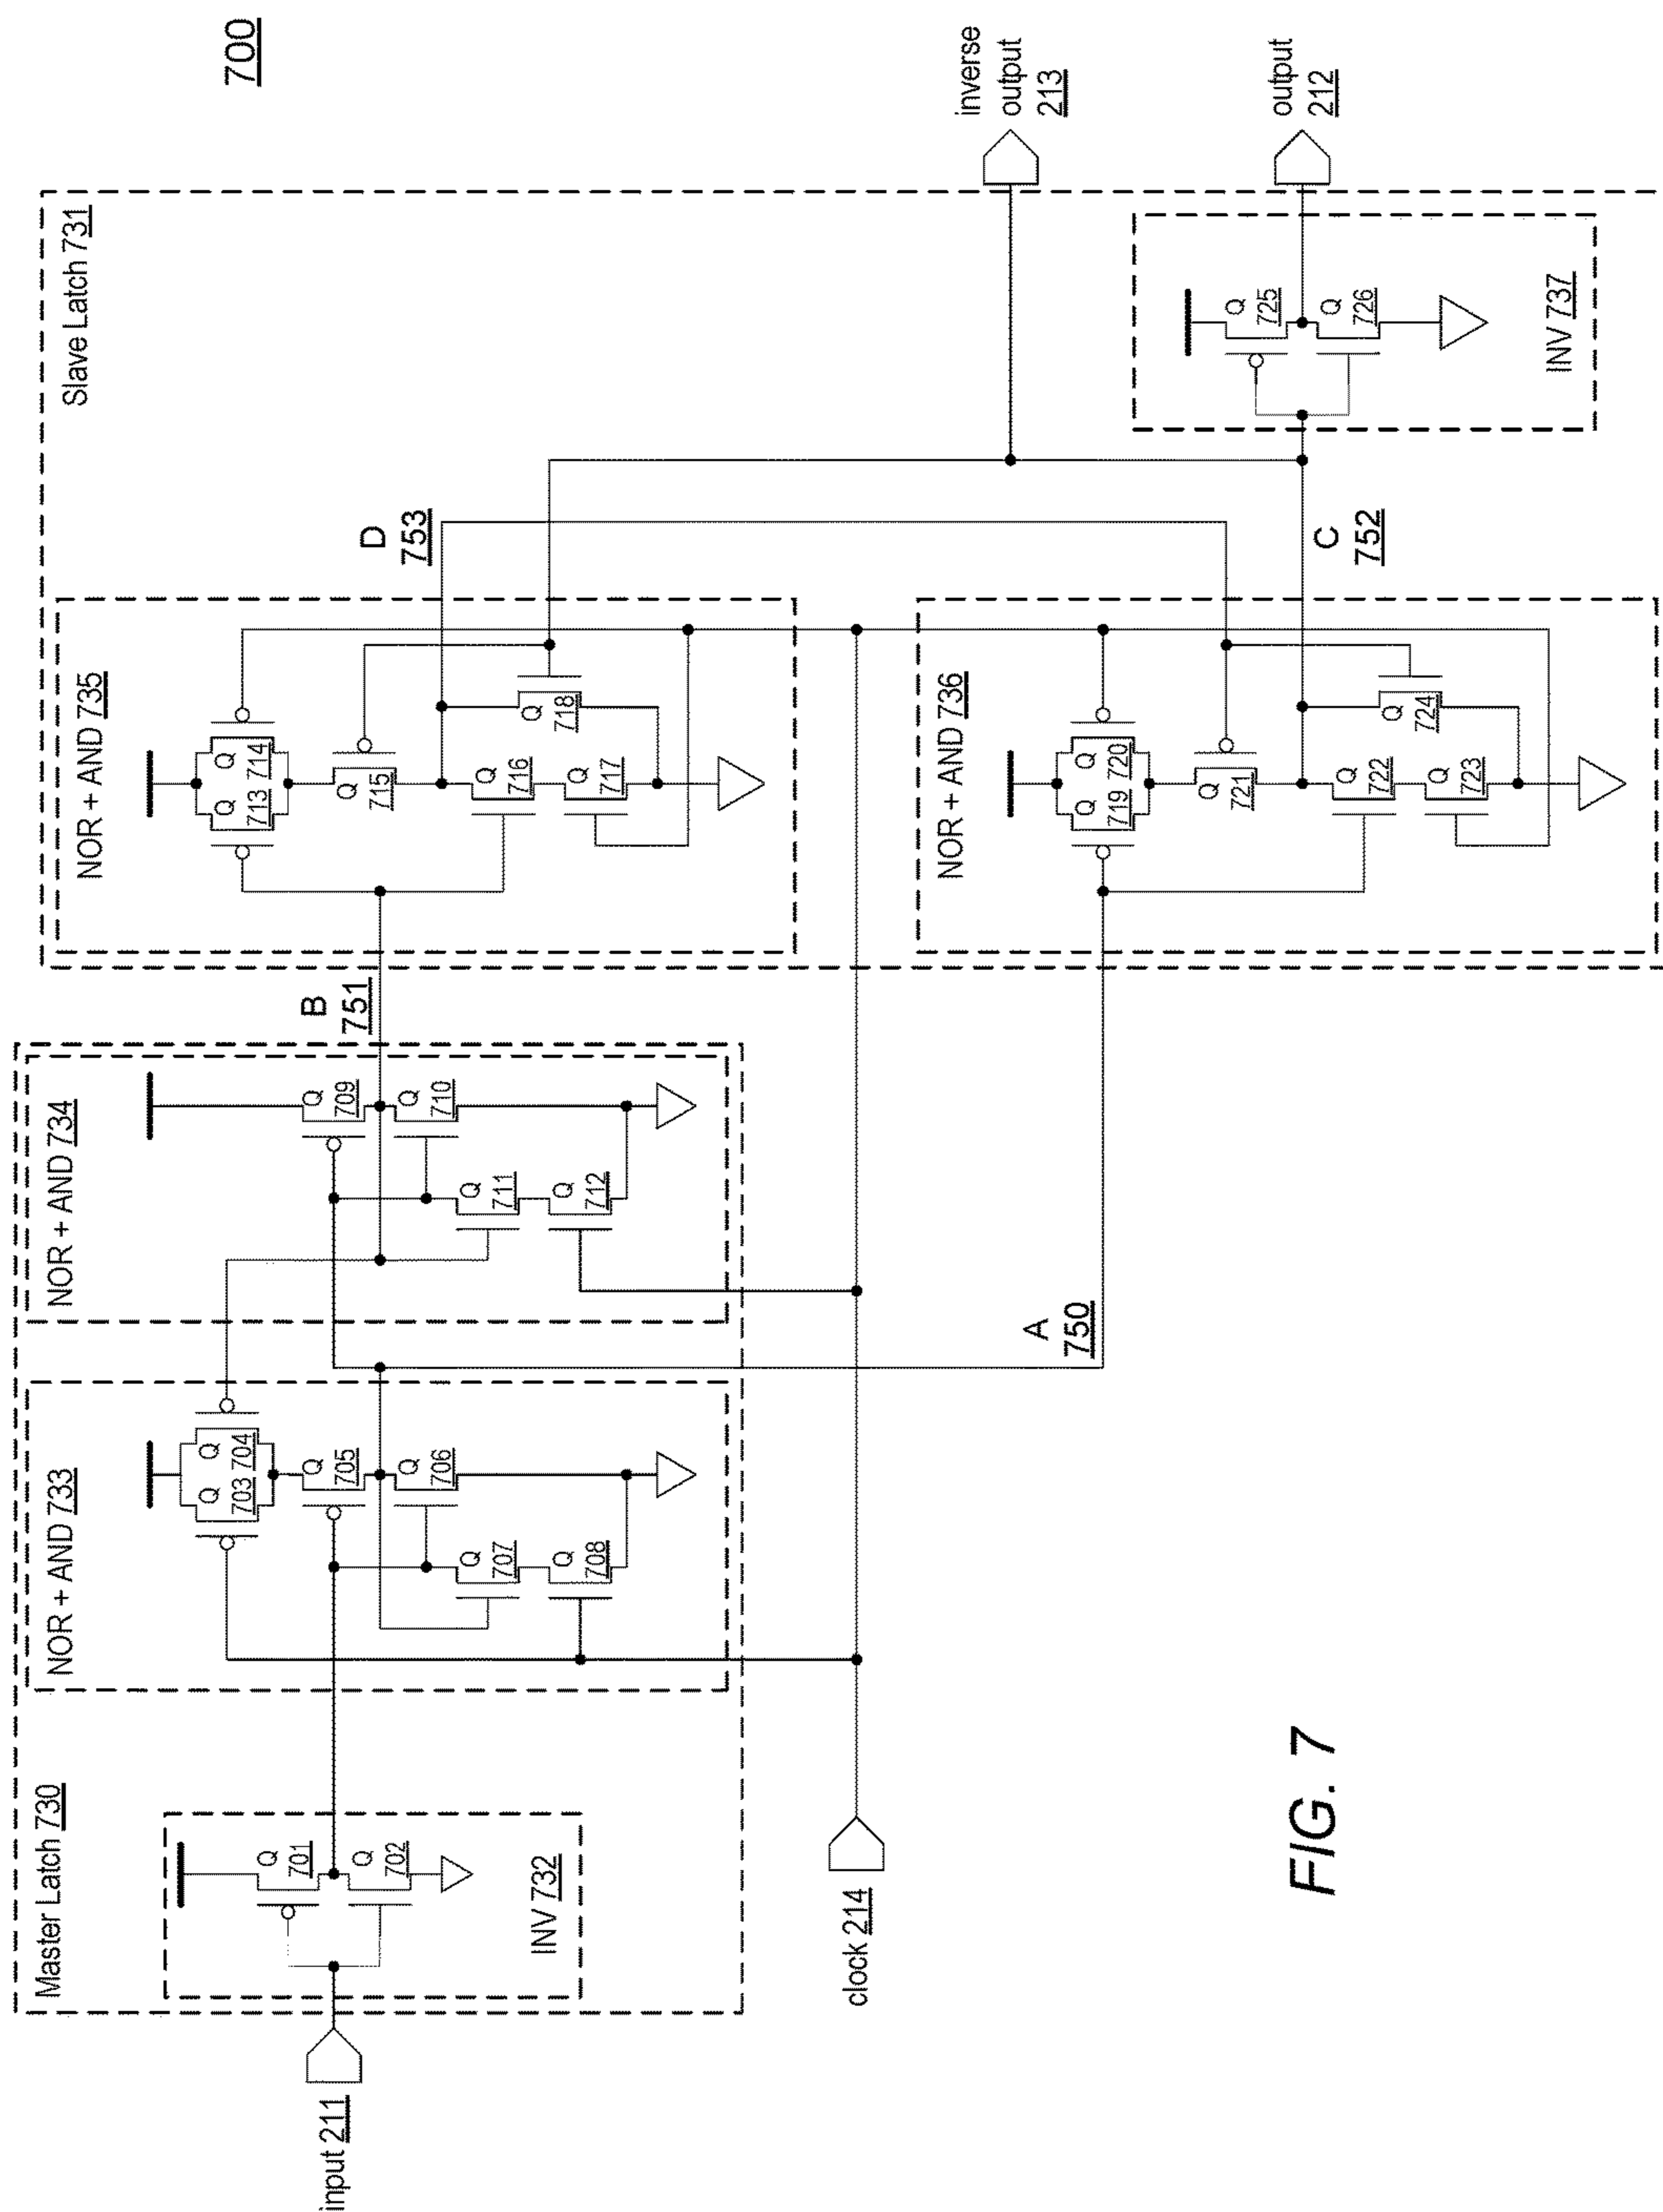 700
Master Latch 730
INV 732
Q
701
Q
702
input 211
clock 214
NOR + AND 733
Q
703
Q
704
Q
705
Q
706
Q
707
Q
708
NOR + AND 734
Q
709
Q
710
Q
711
Q
712
A
750
B
751
Slave Latch 731
NOR + AND 735
Q
713
Q
714
Q
715
Q
716
Q
717
Q
718
D
753
NOR + AND 736
Q
719
Q
720
Q
721
Q
722
Q
723
Q
724
C
752
INV 737
Q
725
Q
726
inverse
output
213
output
212
FIG. 7